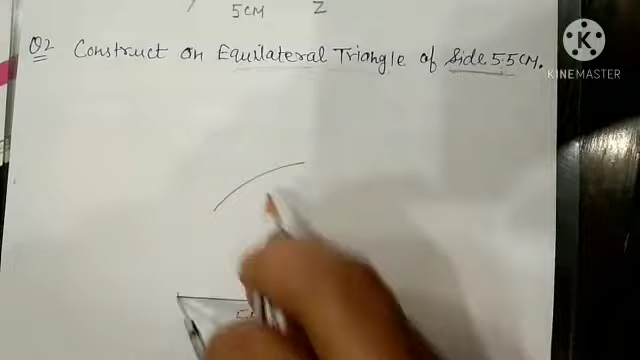 5CM Z
Q2 Construct an Equilateral Triangle of Side 5.5CM.
KINEMASTER